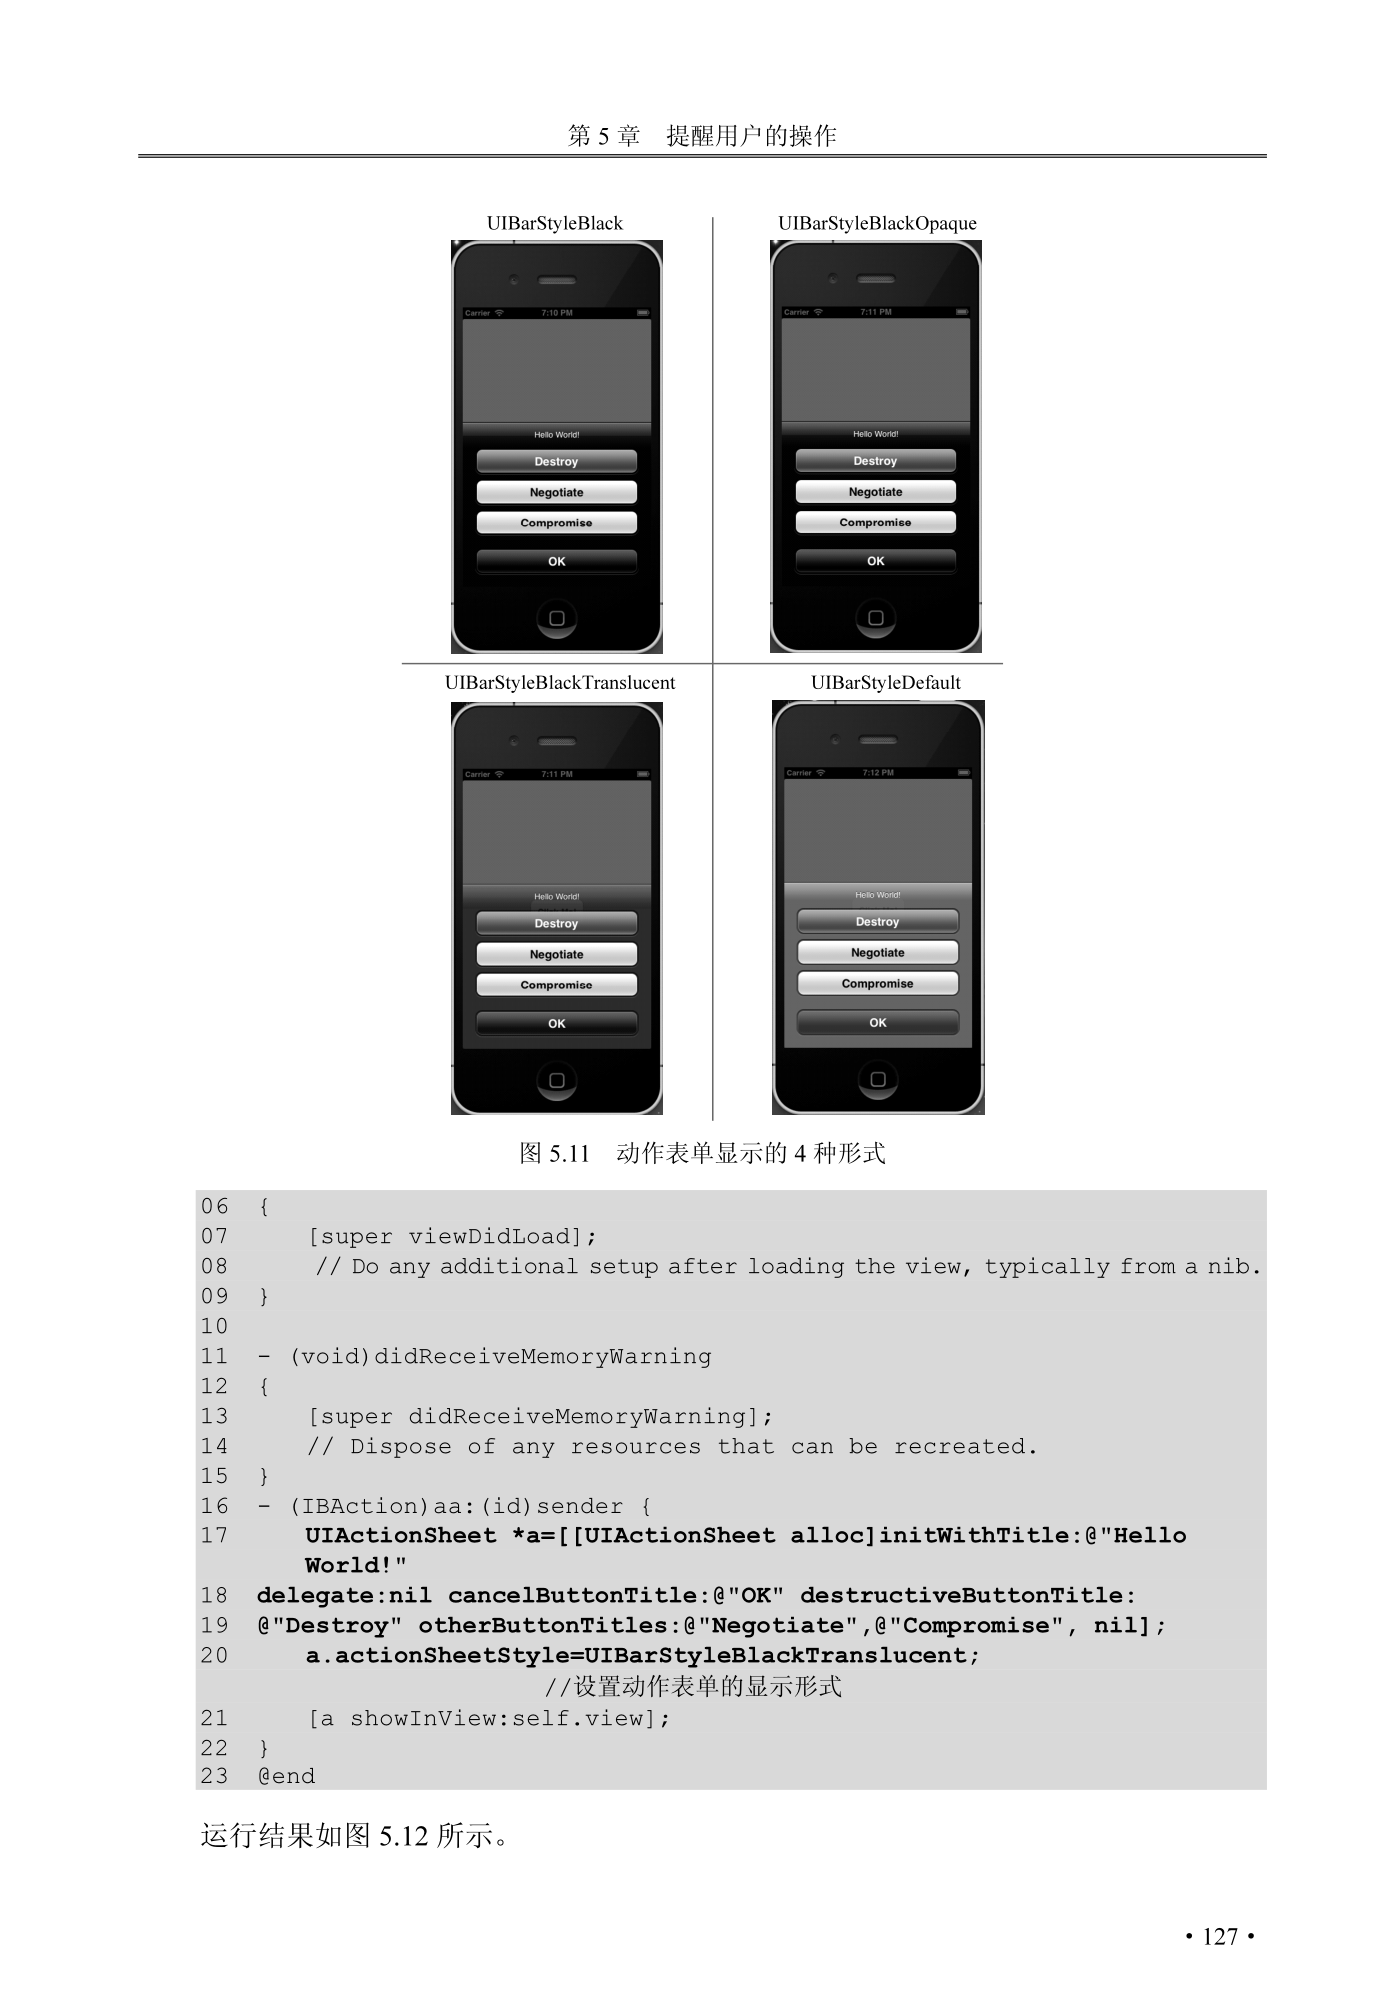 第 5 章　提醒用户的操作
UIBarStyleBlack
UIBarStyleBlackOpaque
Carrier 7:10 PM
Hello World!
Destroy
Negotiate
Compromise
OK
Carrier 7:11 PM
Hello World!
Destroy
Negotiate
Compromise
OK
UIBarStyleBlackTranslucent
UIBarStyleDefault
Carrier 7:11 PM
Hello World!
Destroy
Negotiate
Compromise
OK
Carrier 7:12 PM
Hello World!
Destroy
Negotiate
Compromise
OK
图 5.11　动作表单显示的 4 种形式
06 {
07 [super viewDidLoad];
08 // Do any additional setup after loading the view, typically from a nib.
09 }
10
11 - (void)didReceiveMemoryWarning
12 {
13 [super didReceiveMemoryWarning];
14 // Dispose of any resources that can be recreated.
15 }
16 - (IBAction)aa:(id)sender {
17 UIActionSheet *a=[[UIActionSheet alloc]initWithTitle:@"Hello
World!"
18 delegate:nil cancelButtonTitle:@"OK" destructiveButtonTitle:
19 @"Destroy" otherButtonTitles:@"Negotiate",@"Compromise", nil];
20 a.actionSheetStyle=UIBarStyleBlackTranslucent;
//设置动作表单的显示形式
21 [a showInView:self.view];
22 }
23 @end
运行结果如图 5.12 所示。
• 127 •